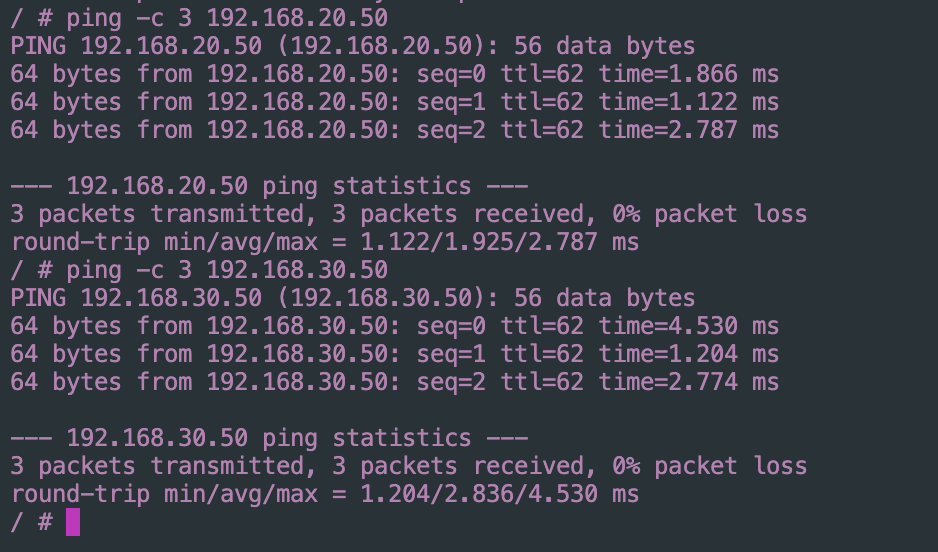 / # ping -c 3 192.168.20.50
PING 192.168.20.50 (192.168.20.50): 56 data bytes
64 bytes from 192.168.20.50: seq=0 ttl=62 time=1.866 ms
64 bytes from 192.168.20.50: seq=1 ttl=62 time=1.122 ms
64 bytes from 192.168.20.50: seq=2 ttl=62 time=2.787 ms

--- 192.168.20.50 ping statistics ---
3 packets transmitted, 3 packets received, 0% packet loss
round-trip min/avg/max = 1.122/1.925/2.787 ms
/ # ping -c 3 192.168.30.50
PING 192.168.30.50 (192.168.30.50): 56 data bytes
64 bytes from 192.168.30.50: seq=0 ttl=62 time=4.530 ms
64 bytes from 192.168.30.50: seq=1 ttl=62 time=1.204 ms
64 bytes from 192.168.30.50: seq=2 ttl=62 time=2.774 ms

--- 192.168.30.50 ping statistics ---
3 packets transmitted, 3 packets received, 0% packet loss
round-trip min/avg/max = 1.204/2.836/4.530 ms
/ #